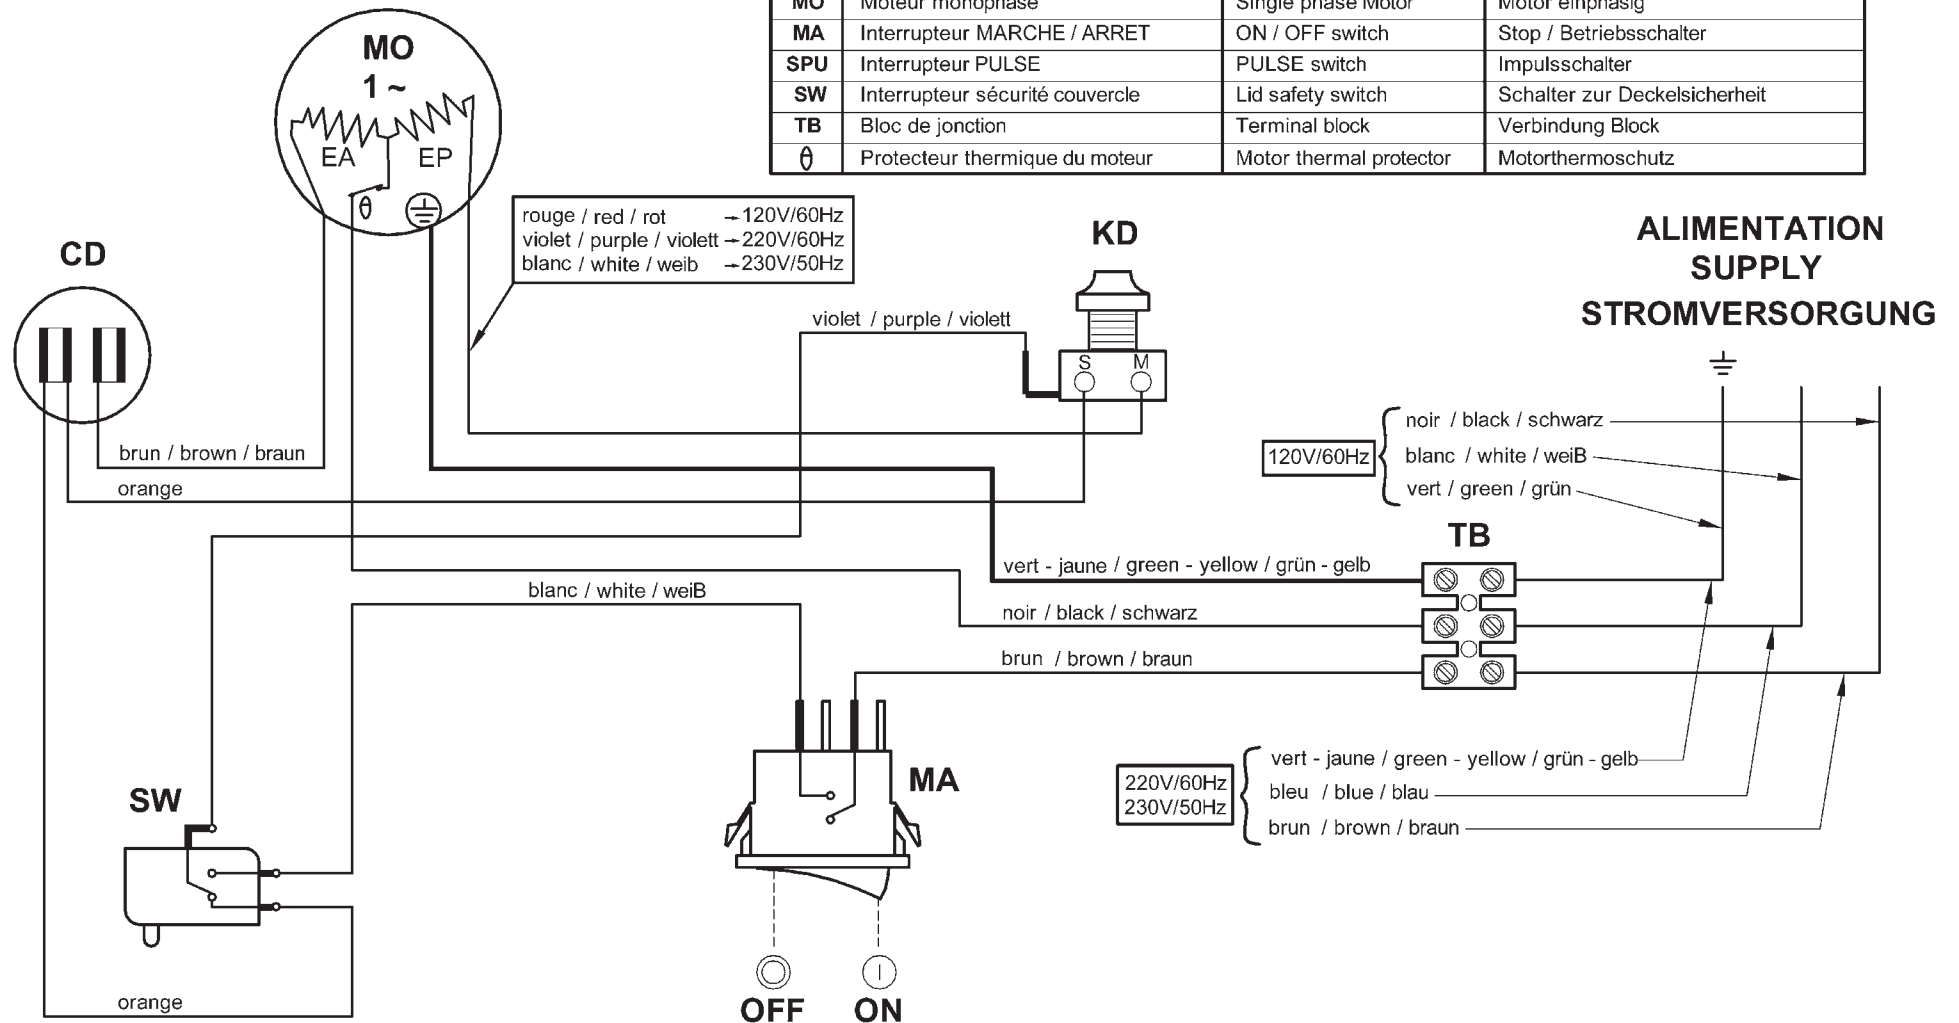 MO Moteur monophasé Single phase Motor Motor einphasig
MA Interrupteur MARCHE / ARRET ON / OFF switch Stop / Betriebsschalter
SPU Interrupteur PULSE PULSE switch Impulsschalter
SW Interrupteur sécurité couvercle Lid safety switch Schalter zur Deckelsicherheit
TB Bloc de jonction Terminal block Verbindung Block
θ Protecteur thermique du moteur Motor thermal protector Motorthermoschutz
MO
1 ~
EA EP
θ
CD
rouge / red / rot →120V/60Hz
violet / purple / violett →220V/60Hz
blanc / white / weib →230V/50Hz
KD
S M
violet / purple / violett
ALIMENTATION
SUPPLY
STROMVERSORGUNG
120V/60Hz
noir / black / schwarz
blanc / white / weiB
vert / green / grün
brun / brown / braun
orange
TB
vert - jaune / green - yellow / grün - gelb
blanc / white / weiB
noir / black / schwarz
brun / brown / braun
MA
SW
220V/60Hz
230V/50Hz
vert - jaune / green - yellow / grün - gelb
bleu / blue / blau
brun / brown / braun
orange
OFF ON